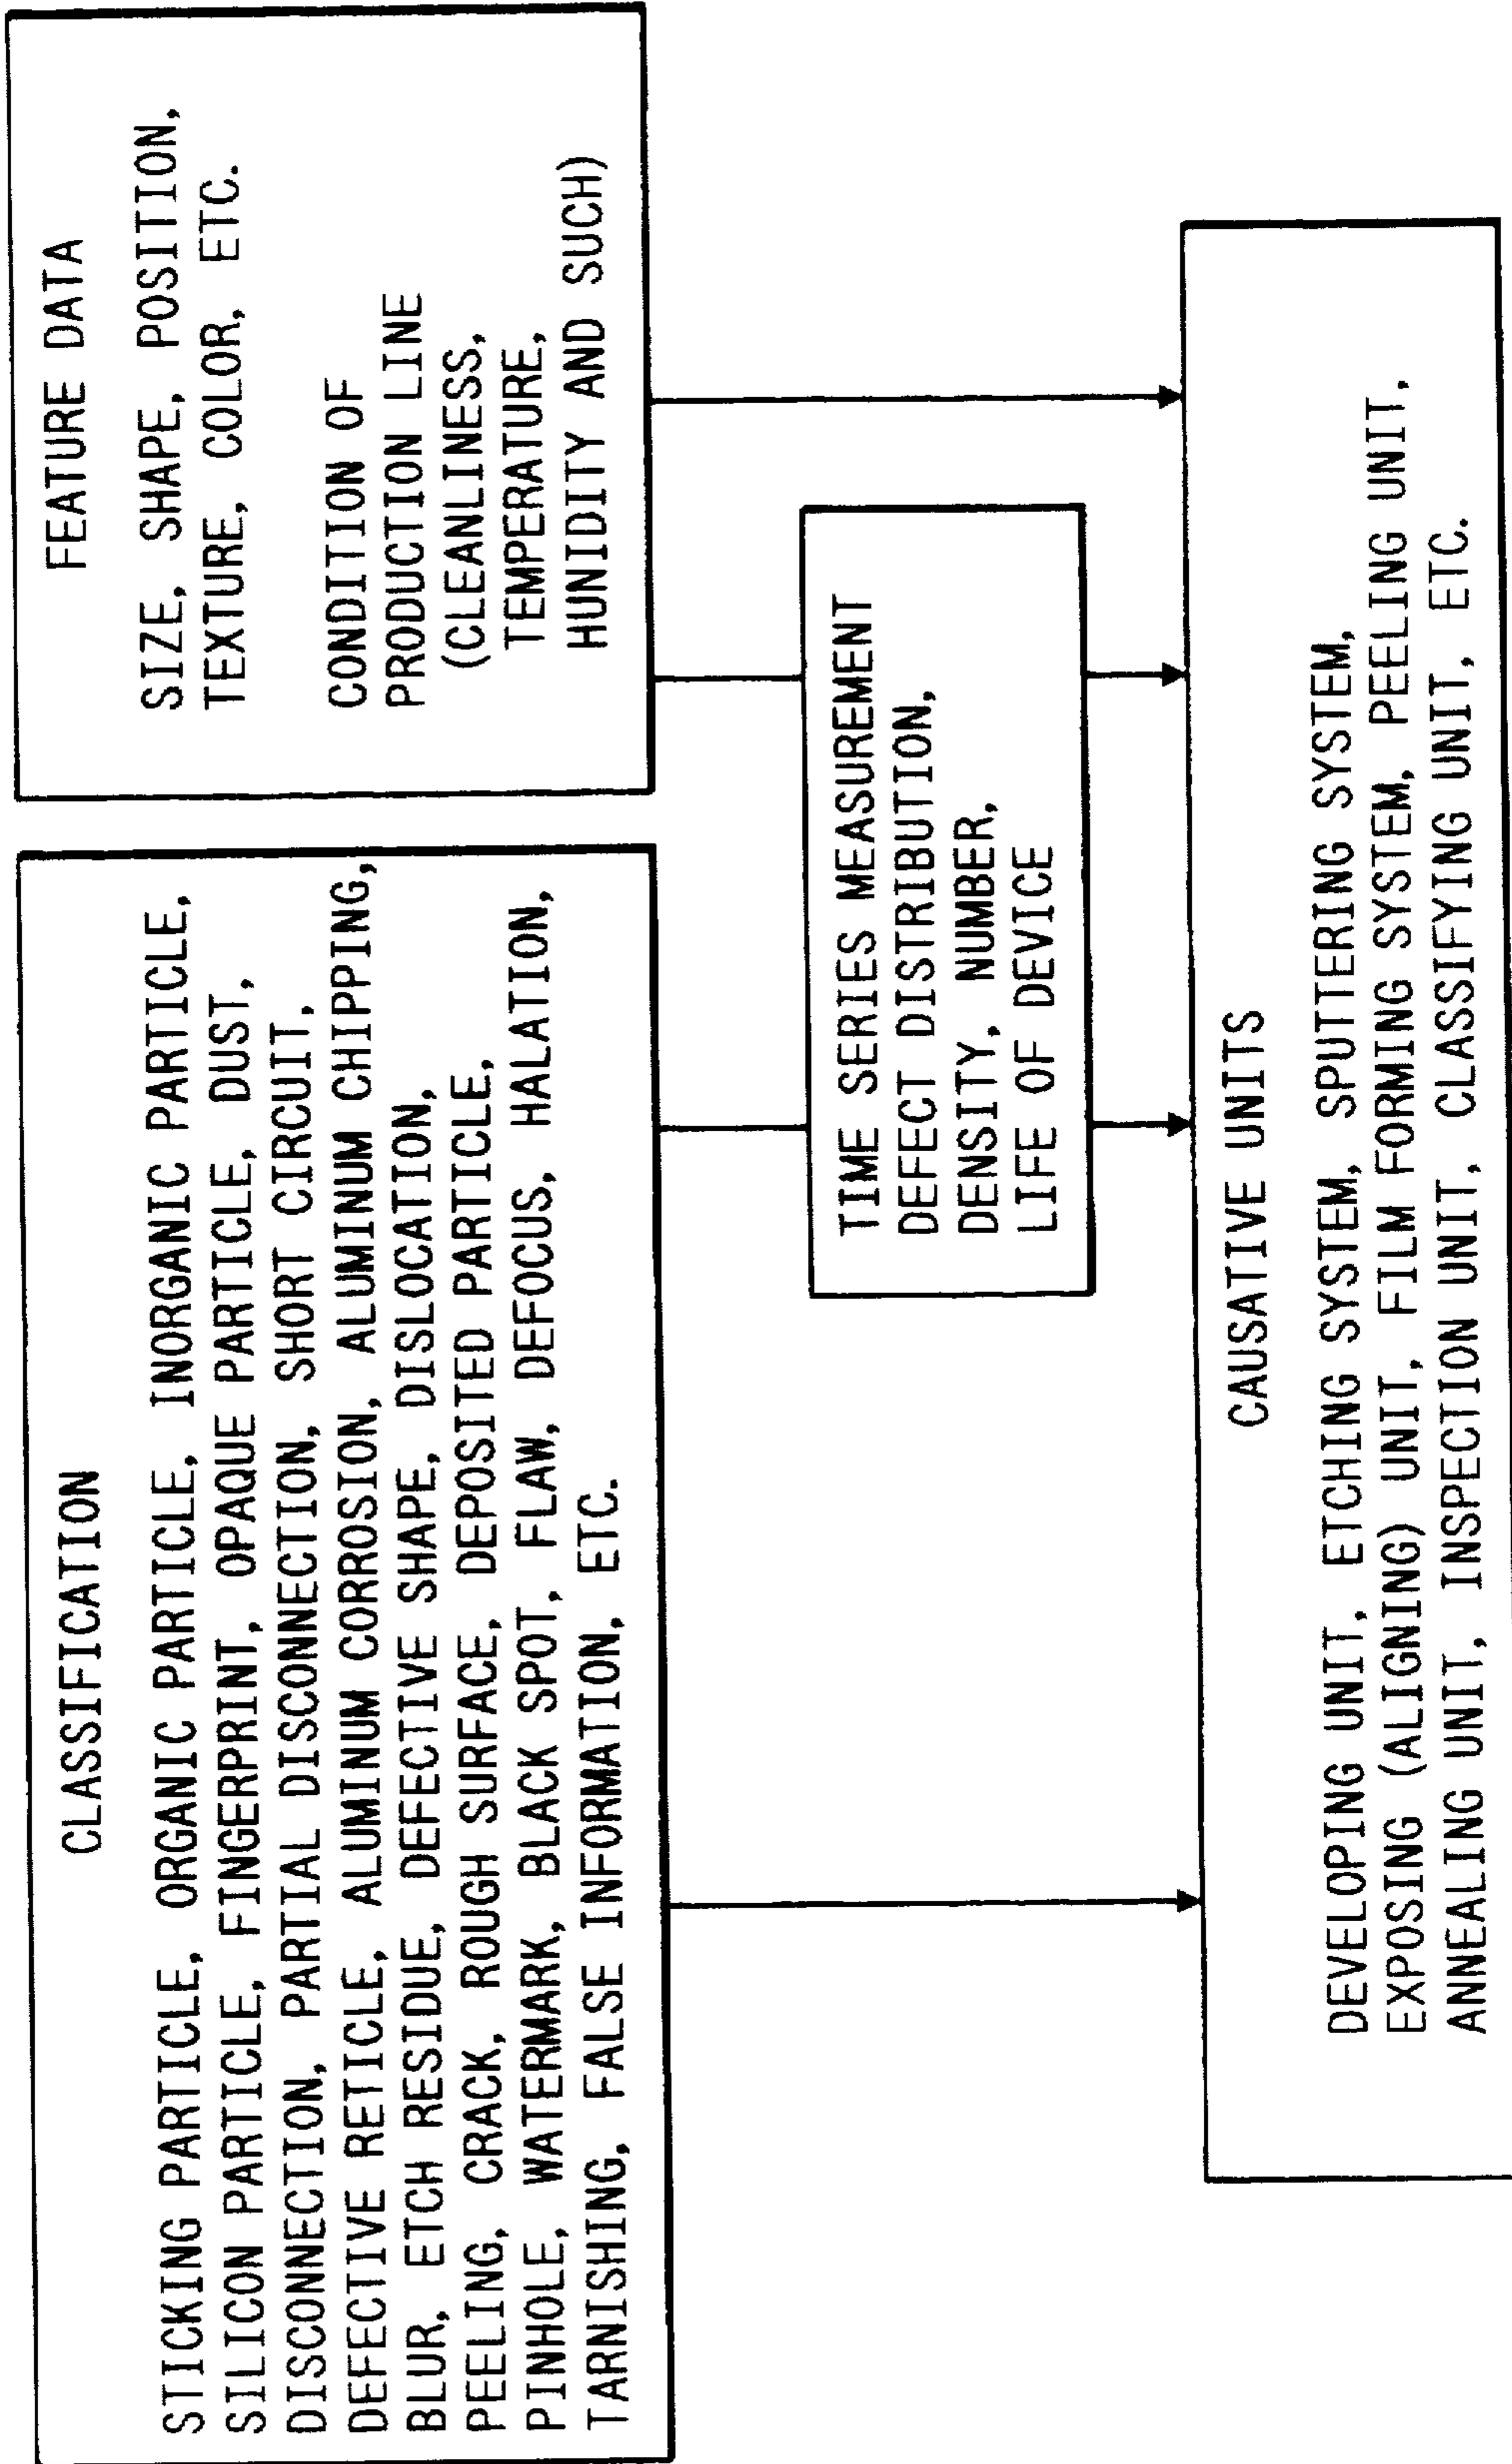 CLASSIFICATION
STICKING PARTICLE, ORGANIC PARTICLE, INORGANIC PARTICLE,
SILICON PARTICLE, FINGERPRINT, OPAQUE PARTICLE, DUST,
DISCONNECTION, PARTIAL DISCONNECTION, SHORT CIRCUIT,
DEFECTIVE RETICLE, ALUMINUM CORROSION, ALUMINUM CHIPPING,
BLUR, ETCH RESIDUE, DEFECTIVE SHAPE, DISLOCATION,
PEELING, CRACK, ROUGH SURFACE, DEPOSITED PARTICLE,
PINHOLE, WATERMARK, BLACK SPOT, FLAW, DEFOCUS, HALATION,
TARNISHING, FALSE INFORMATION, ETC.
FEATURE DATA
SIZE, SHAPE, POSITION,
TEXTURE, COLOR, ETC.
CONDITION OF
PRODUCTION LINE
(CLEANLINESS,
TEMPERATURE,
HUNIDITY AND SUCH)
TIME SERIES MEASUREMENT
DEFECT DISTRIBUTION,
DENSITY, NUMBER,
LIFE OF DEVICE
CAUSATIVE UNITS
DEVELOPING UNIT, ETCHING SYSTEM, SPUTTERING SYSTEM,
EXPOSING (ALIGNING) UNIT, FILM FORMING SYSTEM, PEELING UNIT,
ANNEALING UNIT, INSPECTION UNIT, CLASSIFYING UNIT, ETC.